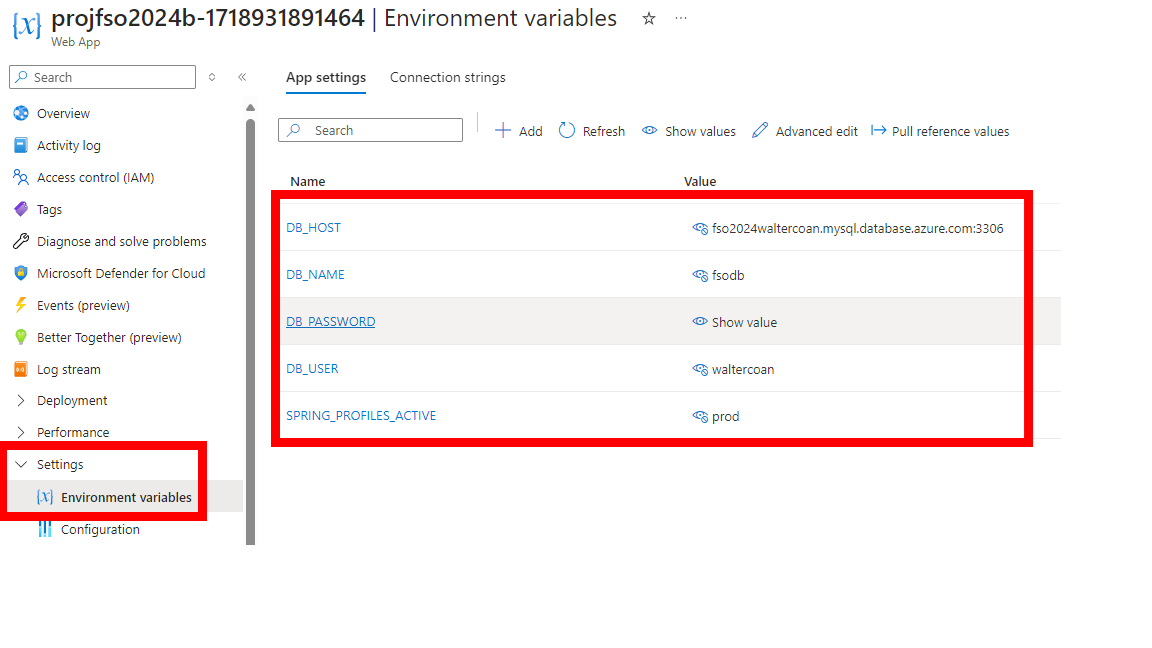 projfso2024b-1718931891464 | Environment variables
Web App
Search
Overview
Activity log
Access control (IAM)
Tags
Diagnose and solve problems
Microsoft Defender for Cloud
Events (preview)
Better Together (preview)
Log stream
Deployment
Performance
Settings
Environment variables
Configuration
App settings Connection strings
Search Add Refresh Show values Advanced edit Pull reference values
Name Value
DB_HOST fso2024waltercoan.mysql.database.azure.com:3306
DB_NAME fsodb
DB_PASSWORD Show value
DB_USER waltercoan
SPRING_PROFILES_ACTIVE prod